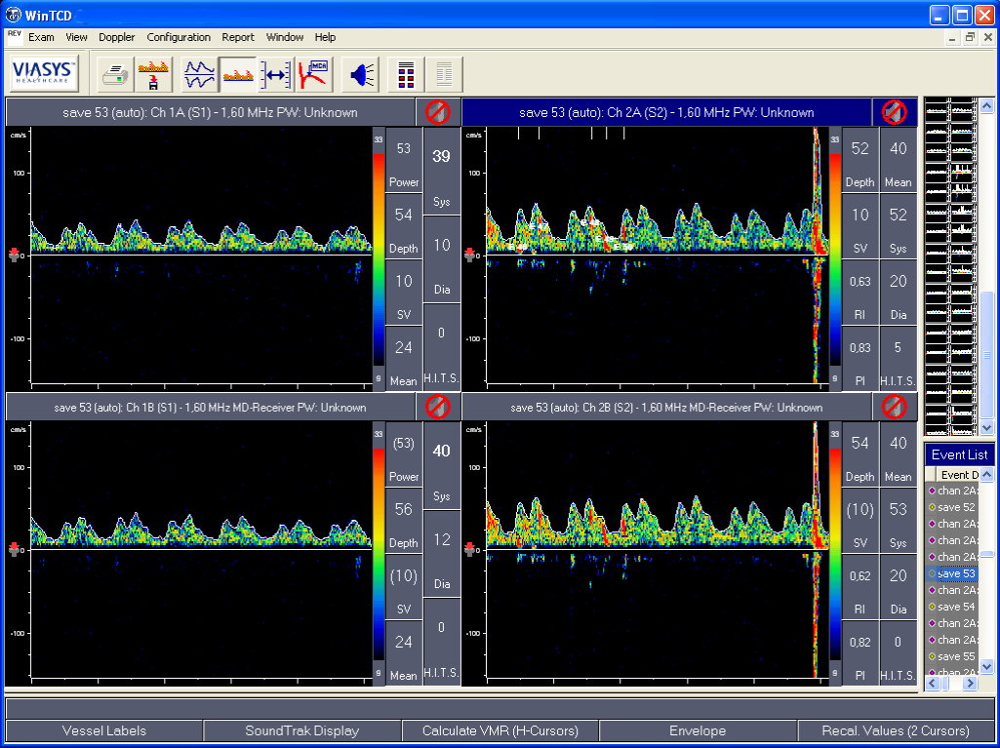 WinTCD
REV Exam View Doppler Configuration Report Window Help
VIASYS
HEALTHCARE
MCA
save 53 (auto): Ch 1A (S1) - 1,60 MHz PW: Unknown
cm/s
100
0
-100
33
9
53
Power
54
Depth
10
SV
24
Mean
39
Sys
10
Dia
0
H.I.T.S.
save 53 (auto): Ch 2A (S2) - 1,60 MHz PW: Unknown
cm/s
100
0
-100
33
9
52
Depth
10
SV
0,63
RI
0,83
PI
40
Mean
52
Sys
20
Dia
5
H.I.T.S.
save 53 (auto): Ch 1B (S1) - 1,60 MHz MD-Receiver PW: Unknown
cm/s
100
0
-100
33
9
(53)
Power
56
Depth
(10)
SV
24
Mean
40
Sys
12
Dia
0
H.I.T.S.
save 53 (auto): Ch 2B (S2) - 1,60 MHz MD-Receiver PW: Unknown
cm/s
100
0
-100
33
9
54
Depth
(10)
SV
0,62
RI
0,82
PI
40
Mean
53
Sys
20
Dia
0
H.I.T.S.
Event List
Event D
chan 2A:
save 52
chan 2A:
chan 2A:
chan 2A:
save 53
chan 2A:
save 54
chan 2A:
chan 2A:
save 55
chan 2A:
Vessel Labels
SoundTrak Display
Calculate VMR (H-Cursors)
Envelope
Recal. Values (2 Cursors)